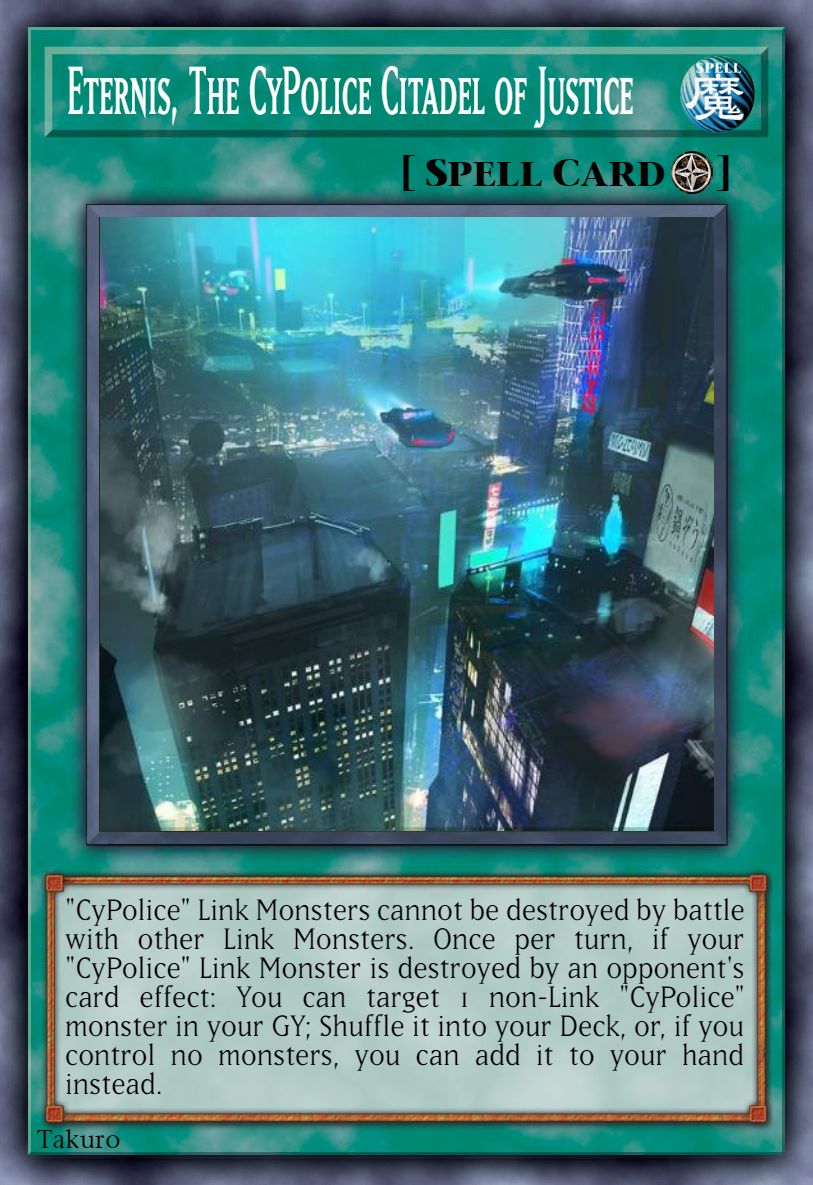 Eternis, The CyPolice Citadel of Justice
SPELL
魔
[ Spell Card ]
"CyPolice" Link Monsters cannot be destroyed by battle
with other Link Monsters. Once per turn, if your
"CyPolice" Link Monster is destroyed by an opponent's
card effect: You can target 1 non-Link "CyPolice"
monster in your GY; Shuffle it into your Deck, or, if you
control no monsters, you can add it to your hand
instead.
Takuro